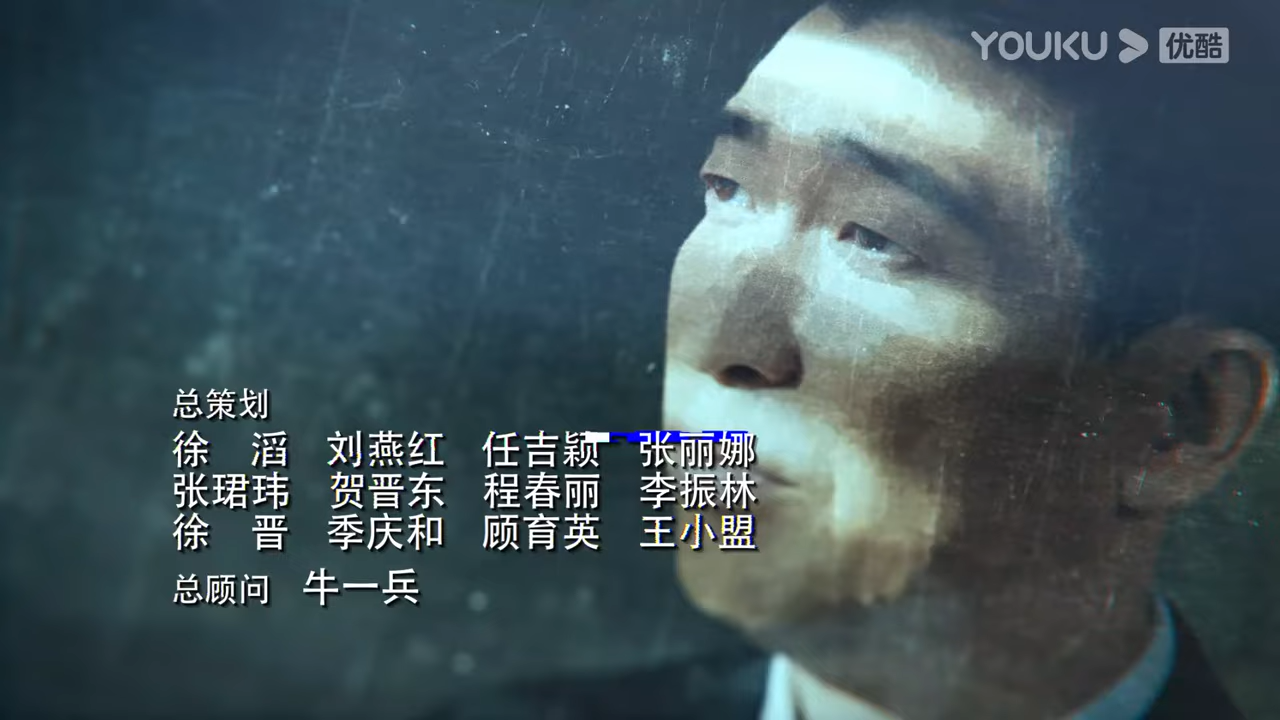 YOUKU 优酷
总策划
徐 滔 刘燕红 任吉颖 张丽娜
张珺玮 贺晋东 程春丽 李振林
徐 晋 季庆和 顾育英 王小盟
总顾问 牛一兵